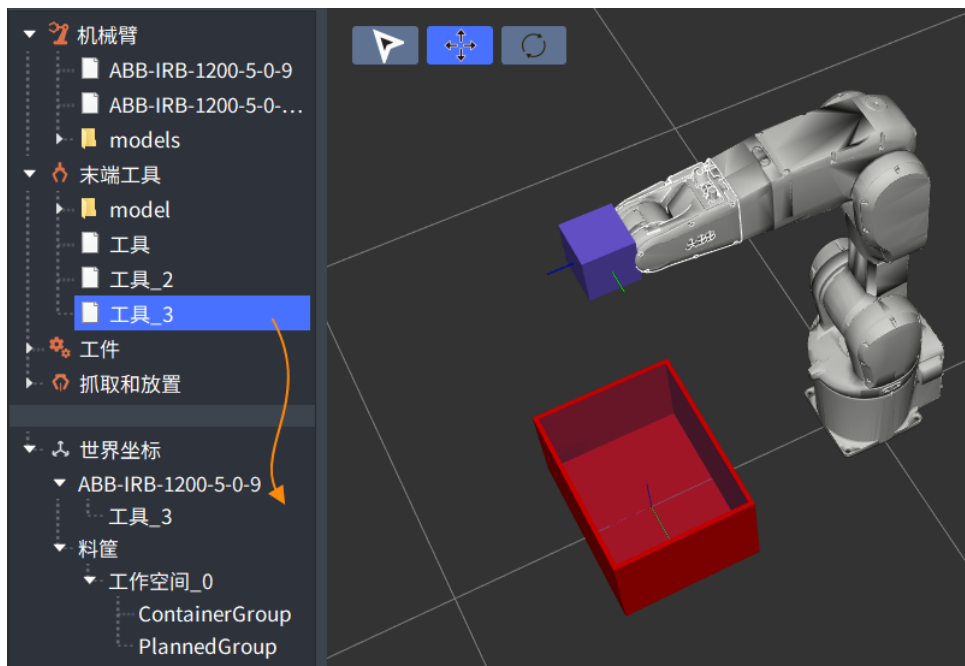 机械臂
ABB-IRB-1200-5-0-9
ABB-IRB-1200-5-0-...
models
末端工具
model
工具
工具_2
工具_3
工件
抓取和放置
世界坐标
ABB-IRB-1200-5-0-9
工具_3
料筐
工作空间_0
ContainerGroup
PlannedGroup
ABB